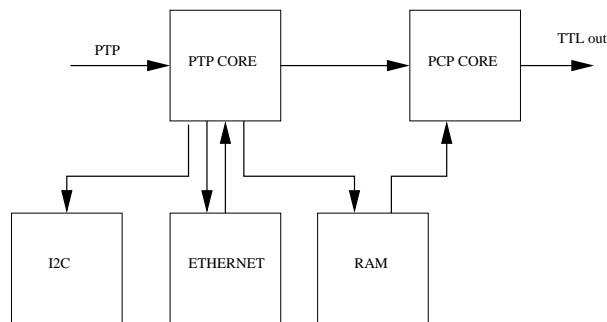 PTP
PTP CORE
PCP CORE
TTL out
I2C
ETHERNET
RAM